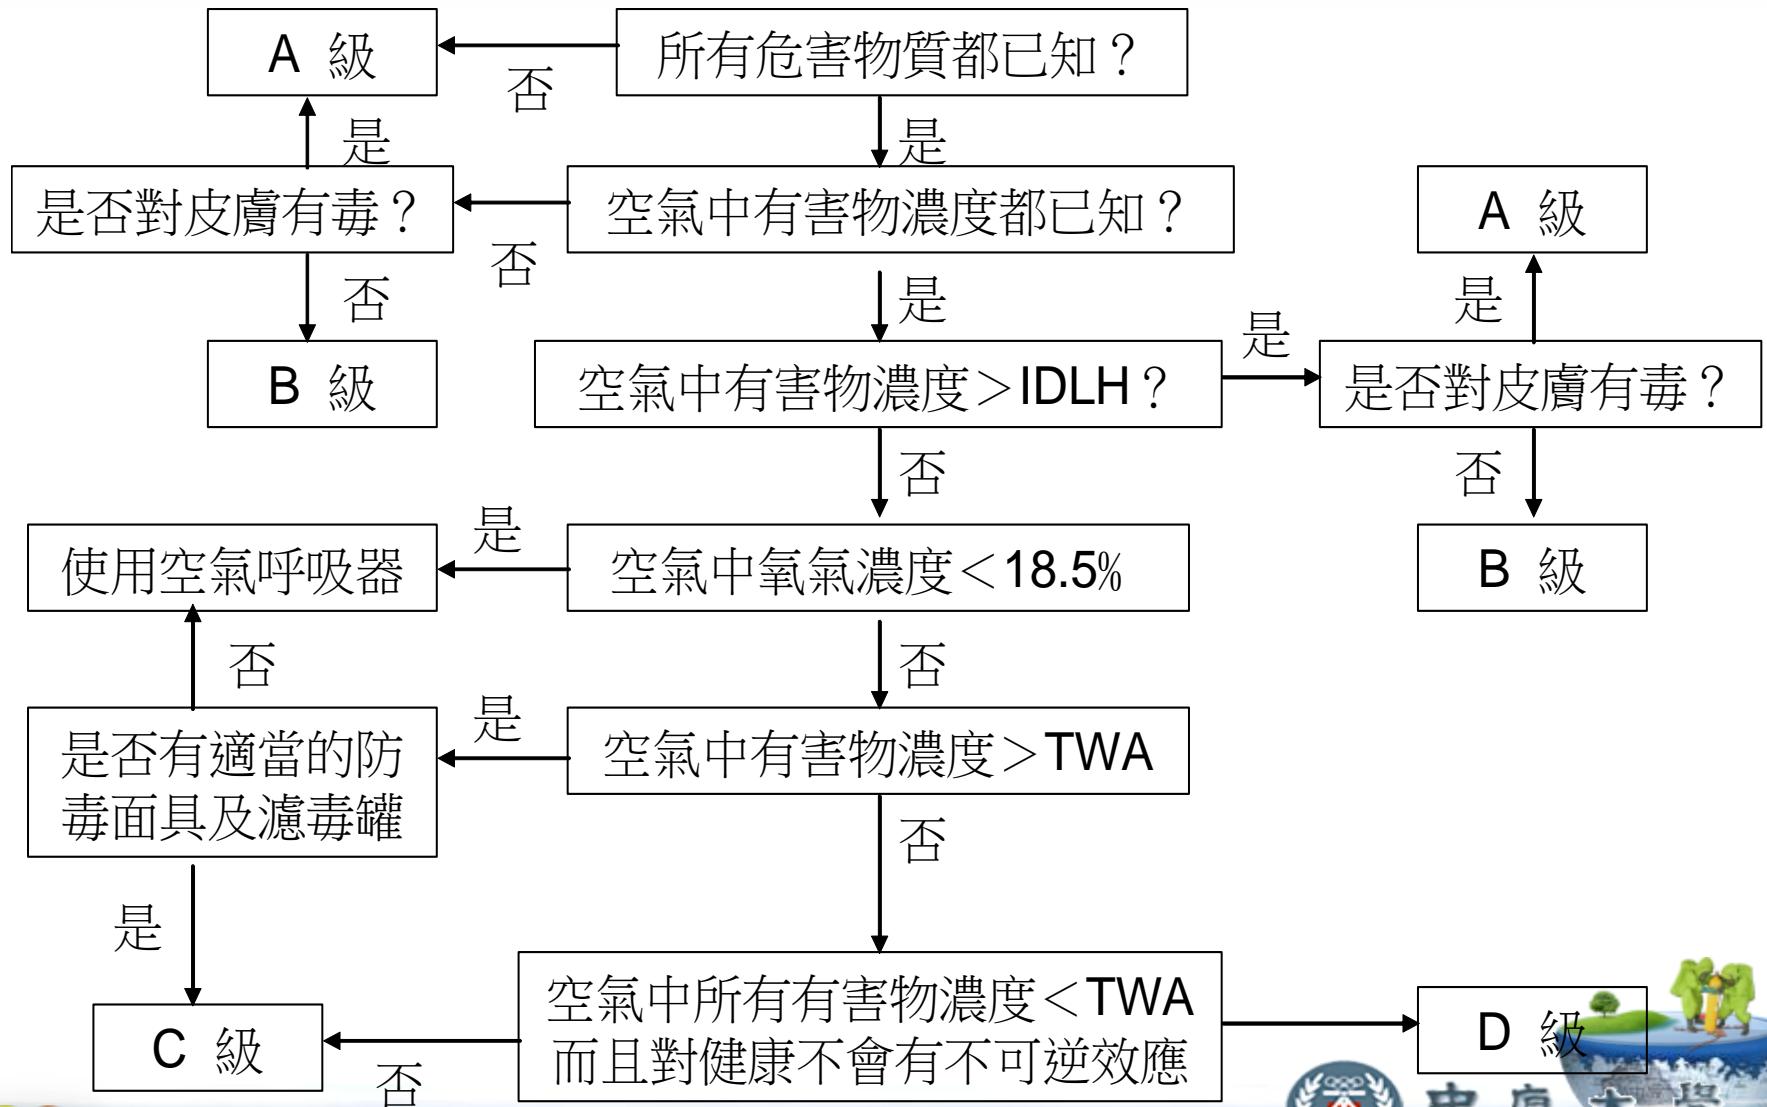 A 級
所有危害物質都已知？
否
是
是
是否對皮膚有毒？
空氣中有害物濃度都已知？
A 級
否
否
是
是
是
B 級
空氣中有害物濃度＞IDLH？
是否對皮膚有毒？
否
否
是
使用空氣呼吸器
空氣中氧氣濃度＜18.5%
B 級
否
否
是
是否有適當的防
毒面具及濾毒罐
空氣中有害物濃度＞TWA
否
是
空氣中所有有害物濃度＜TWA
而且對健康不會有不可逆效應
C 級
D 級
否